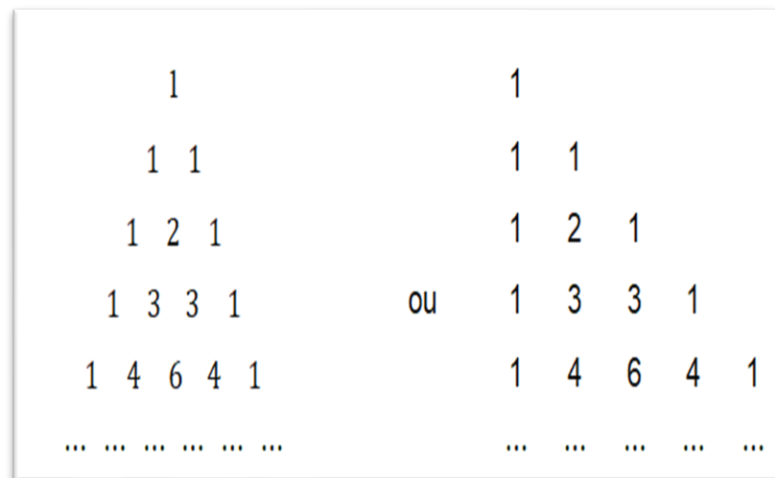 1 1
1 1 1 1
1 2 1 1 2 1
1 3 3 1 ou 1 3 3 1
1 4 6 4 1 1 4 6 4 1
... ... ... ... ... ... ... ... ... ... ...